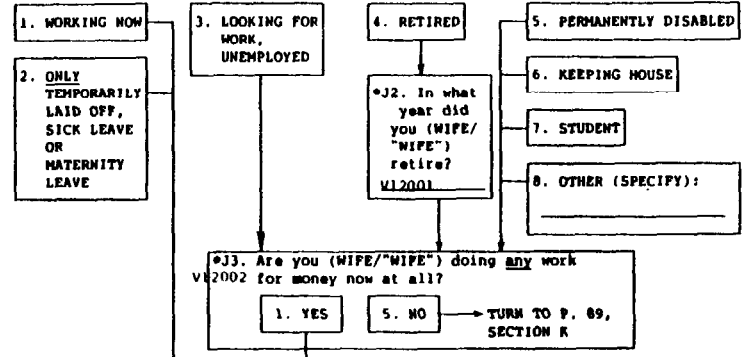 1. WORKING NOW
2. ONLY
TEMPORARILY
LAID OFF,
SICK LEAVE
OR
MATERNITY
LEAVE
3. LOOKING FOR
WORK,
UNEMPLOYED
4. RETIRED
*J2. In what
year did
you (WIFE/
"WIFE")
retire?
V12001
5. PERMANENTLY DISABLED
6. KEEPING HOUSE
7. STUDENT
8. OTHER (SPECIFY):
*J3. Are you (WIFE/"WIFE") doing any work
V12002 for money now at all?
1. YES
5. NO
TURN TO P. 89,
SECTION K